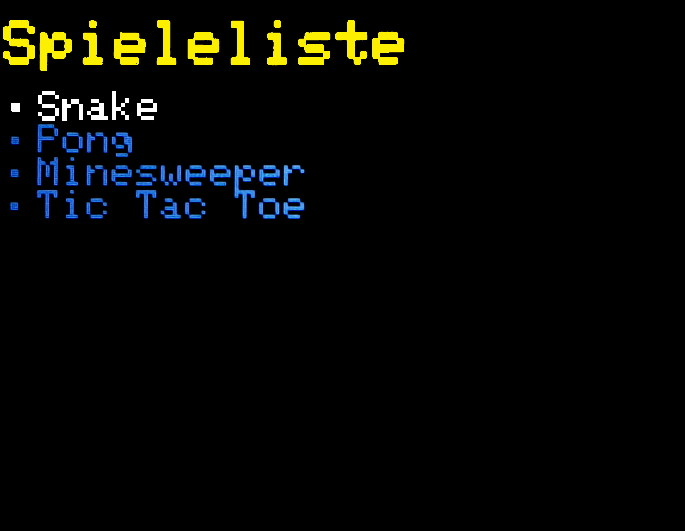 Spieleliste
• Snake
• Pong
• Minesweeper
• Tic Tac Toe